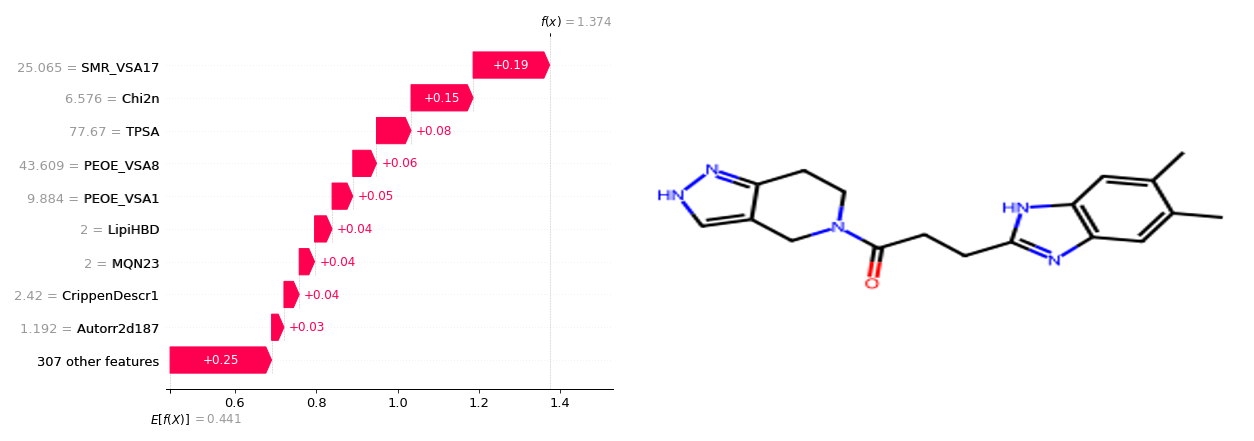 f(x) = 1.374
25.065 = SMR_VSA17 +0.19
6.576 = Chi2n +0.15
77.67 = TPSA +0.08
43.609 = PEOE_VSA8 +0.06
9.884 = PEOE_VSA1 +0.05
2 = LipiHBD +0.04
2 = MQN23 +0.04
2.42 = CrippenDescr1 +0.04
1.192 = Autorr2d187 +0.03
307 other features +0.25
0.6 0.8 1.0 1.2 1.4
E[f(X)] = 0.441
N
HN
N
O
HN
N